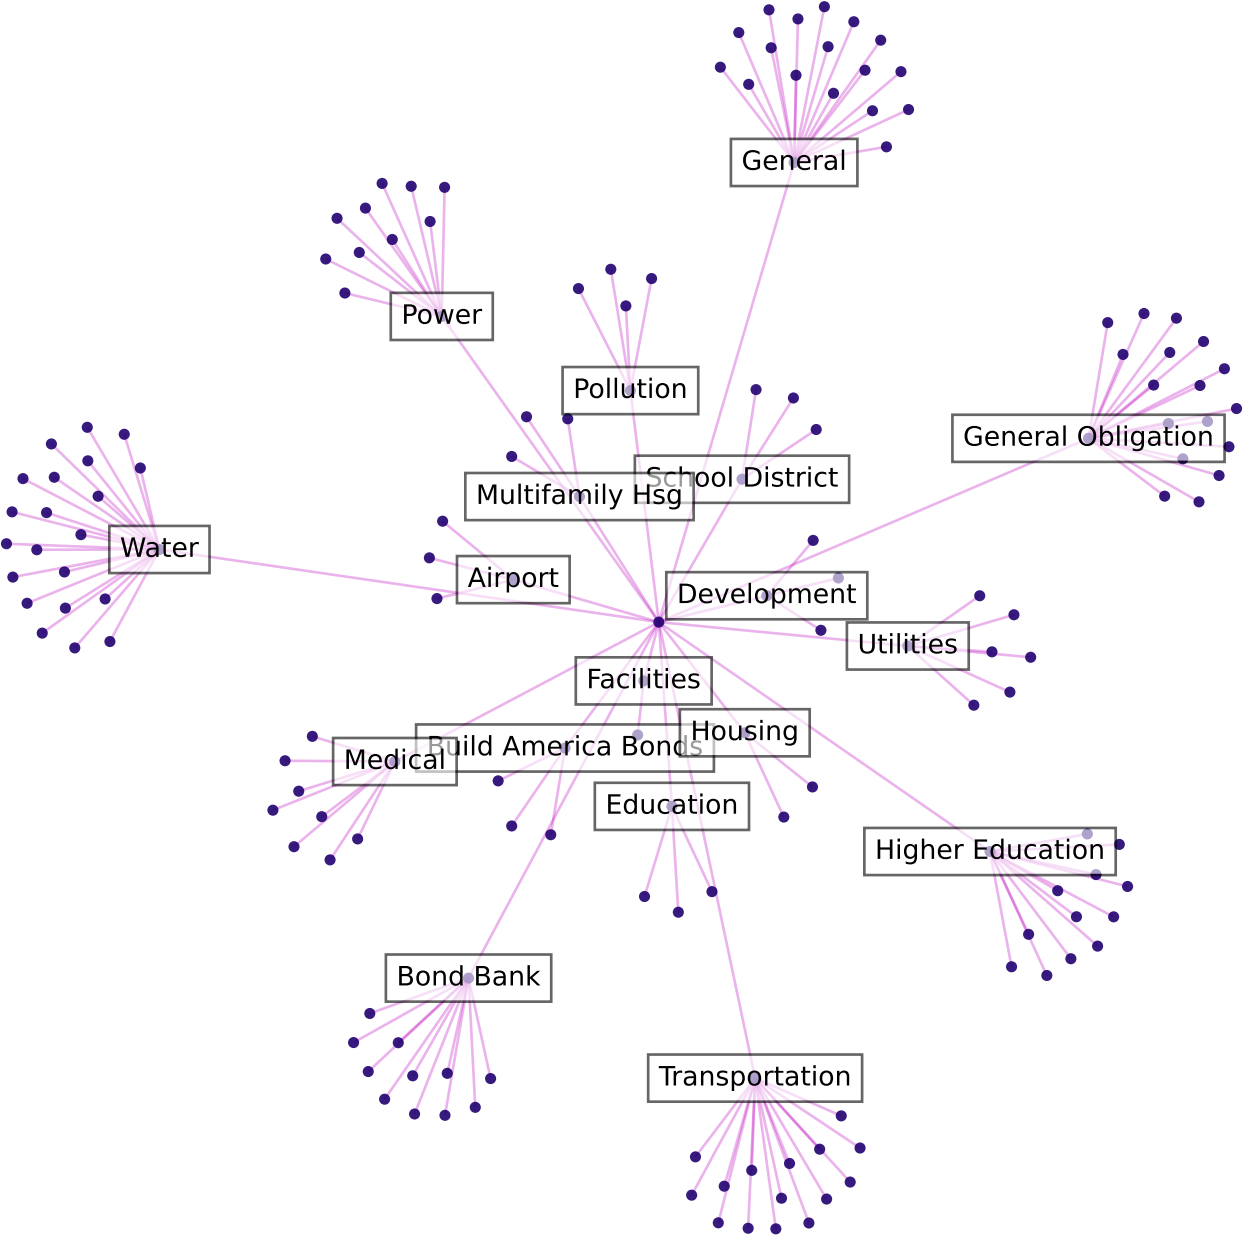 General
Power
Pollution
General Obligation
School District
Multifamily Hsg
Water
Airport
Development
Utilities
Facilities
Housing
Build America Bonds
Medical
Education
Higher Education
Bond Bank
Transportation